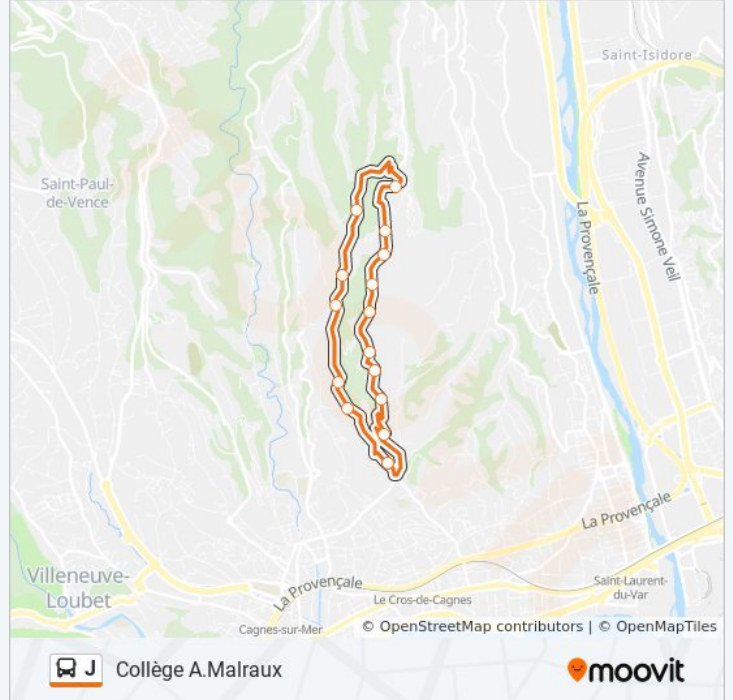 Saint-Isidore
Avenue Simone Veil
Saint-Paul-
de-Vence
La Provençale
La Provençale
Villeneuve-
Loubet
La Provençale
Saint-Laurent-
du-Var
Le Cros-de-Cagnes
Cagnes-sur-Mer
© OpenStreetMap contributors | © OpenMapTiles
J Collège A.Malraux
moovit